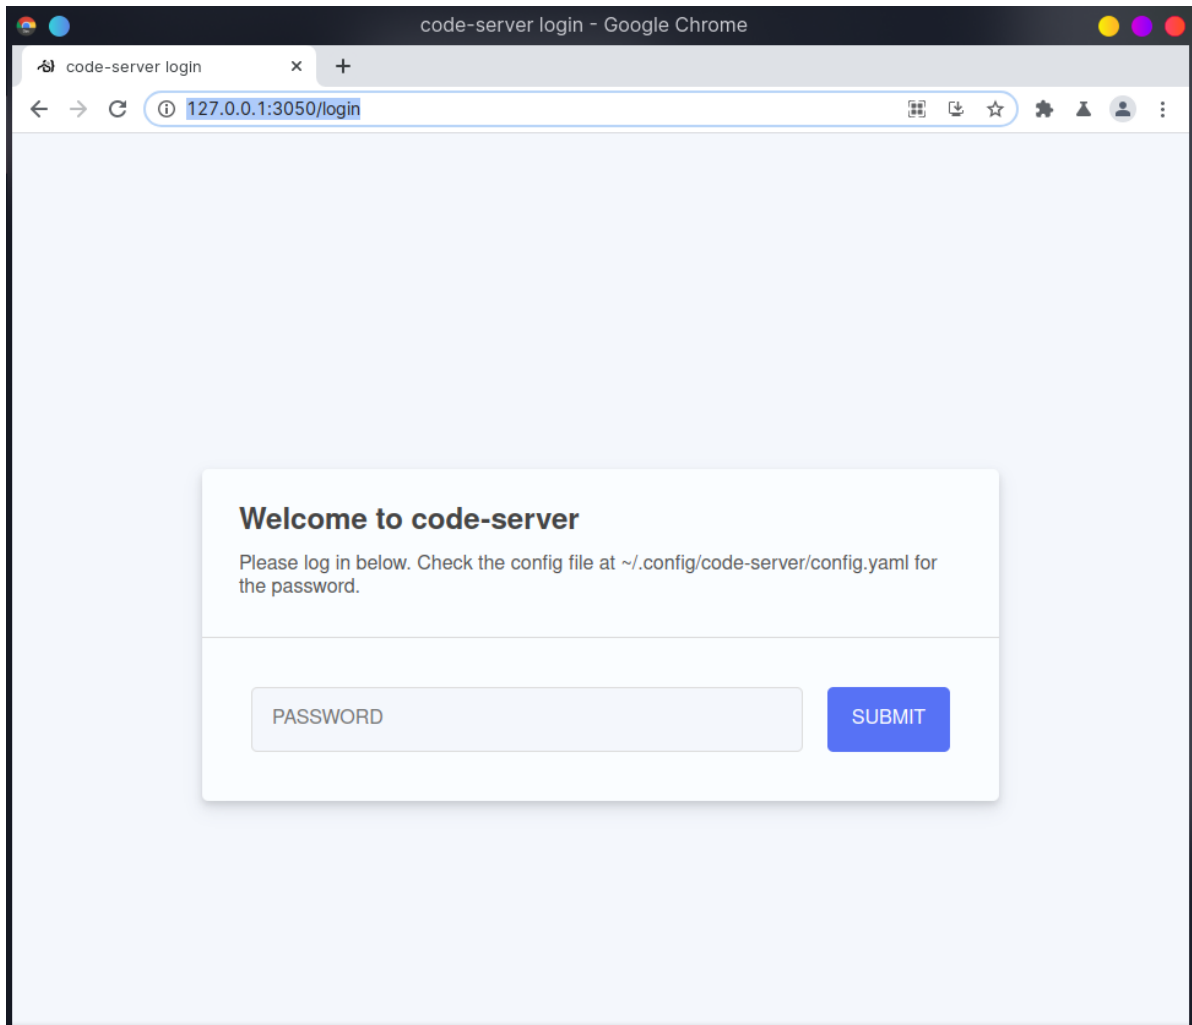 code-server login - Google Chrome
code-server login
127.0.0.1:3050/login
Welcome to code-server
Please log in below. Check the config file at ~/.config/code-server/config.yaml for
the password.
PASSWORD
SUBMIT